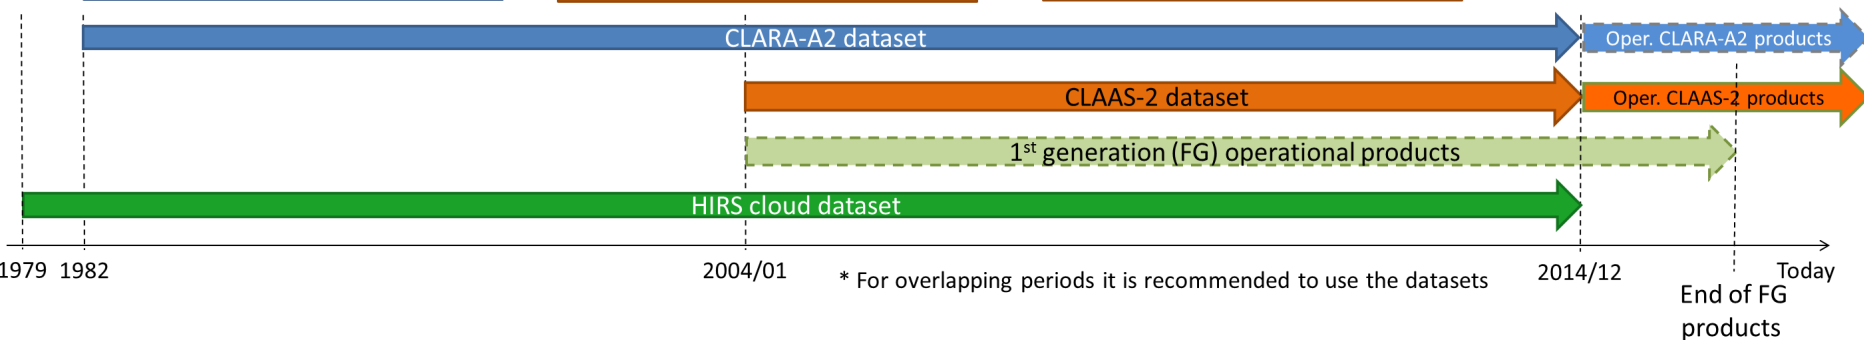 CLARA-A2 dataset
Oper. CLARA-A2 products
CLAAS-2 dataset
Oper. CLAAS-2 products
1st generation (FG) operational products
HIRS cloud dataset
1979 1982 2004/01 2014/12 Today
* For overlapping periods it is recommended to use the datasets
End of FG
products